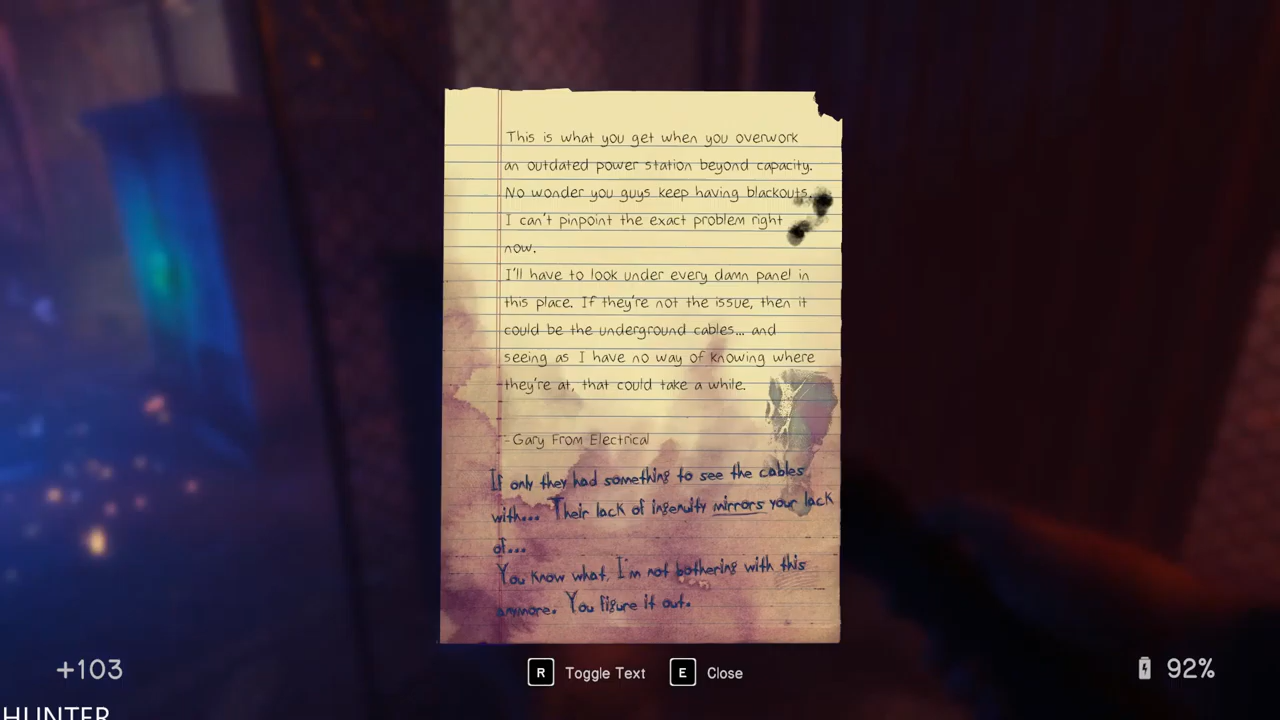 This is what you get when you overwork
an outdated power station beyond capacity.
No wonder you guys keep having blackouts.
I can't pinpoint the exact problem right
now.
I'll have to look under every damn panel in
this place. If they're not the issue, then it
could be the underground cables... and
seeing as I have no way of knowing where
they're at, that could take a while.
- Gary From Electrical
If only they had something to see the cables
with... Their lack of ingenuity mirrors your lack
of...
You know what, I'm not bothering with this
anymore. You figure it out.
+103
R Toggle Text E Close
92%
HUNTER